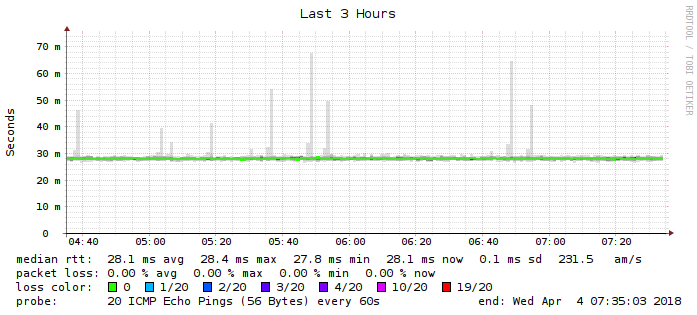 Last 3 Hours
RRDTOOL / TOBI OETIKER
Seconds
70 m
60 m
50 m
40 m
30 m
20 m
10 m
0
04:40 05:00 05:20 05:40 06:00 06:20 06:40 07:00 07:20
median rtt: 28.1 ms avg 28.4 ms max 27.8 ms min 28.1 ms now 0.1 ms sd 231.5 am/s
packet loss: 0.00 % avg 0.00 % max 0.00 % min 0.00 % now
loss color: 0 1/20 2/20 3/20 4/20 10/20 19/20
probe: 20 ICMP Echo Pings (56 Bytes) every 60s end: Wed Apr 4 07:35:03 2018